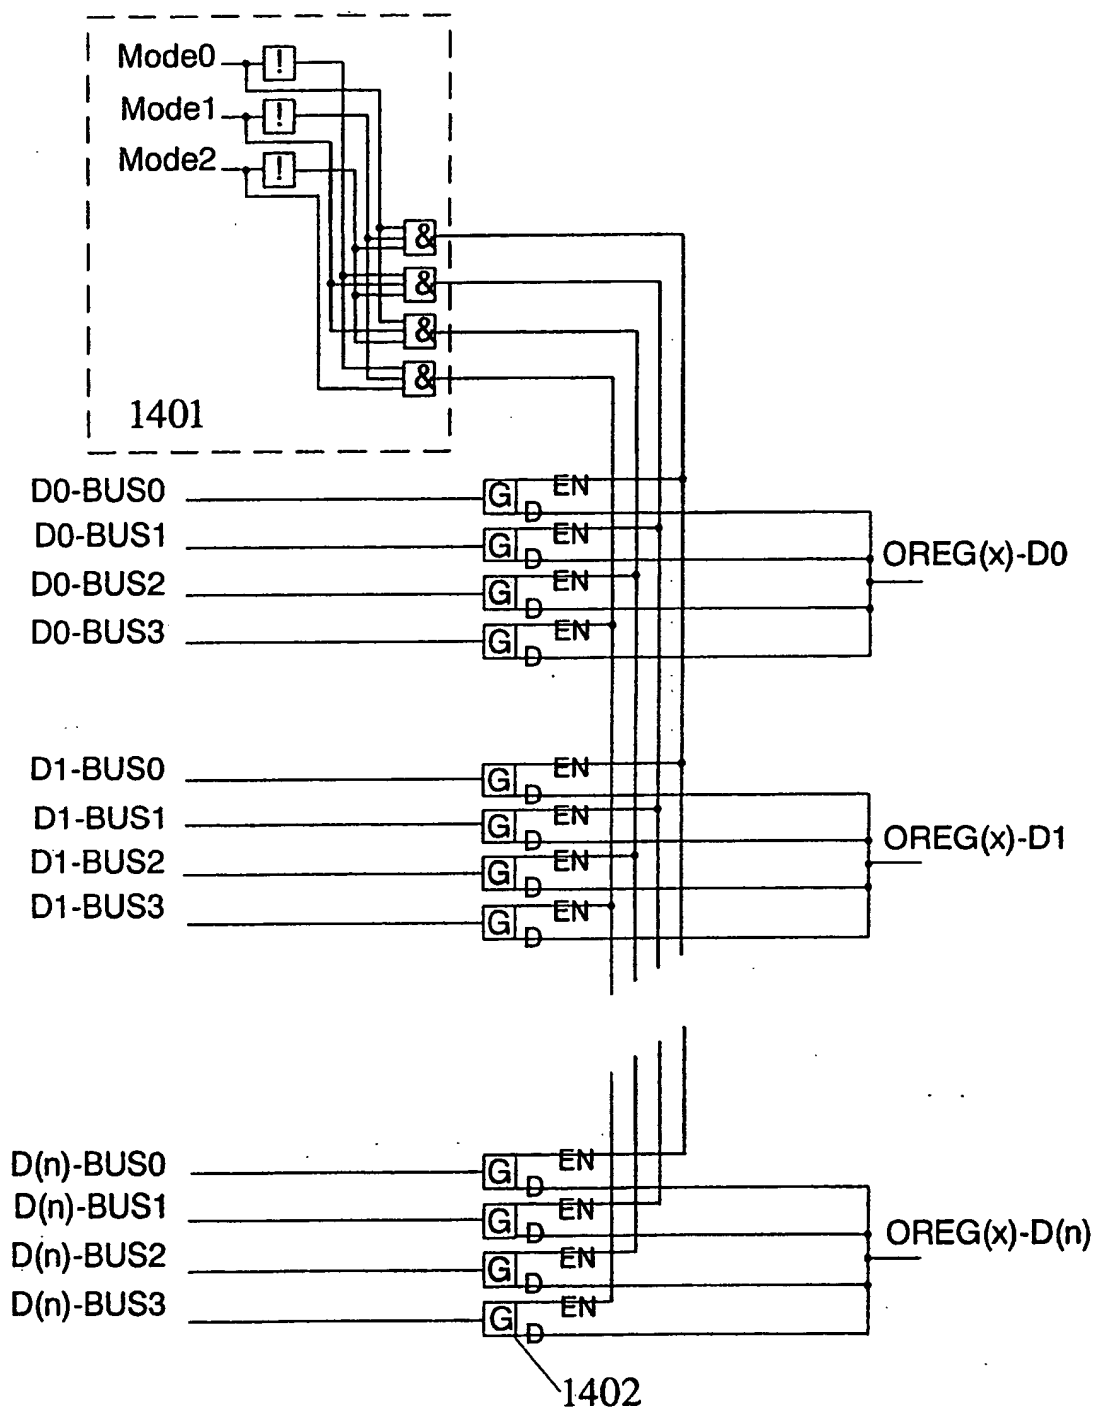 Mode0 !
Mode1 !
Mode2 !
&
&
&
&
1401
D0-BUS0 G EN D
D0-BUS1 G EN D
D0-BUS2 G EN D
D0-BUS3 G EN D
OREG(x)-D0
D1-BUS0 G EN D
D1-BUS1 G EN D
D1-BUS2 G EN D
D1-BUS3 G EN D
OREG(x)-D1
D(n)-BUS0 G EN D
D(n)-BUS1 G EN D
D(n)-BUS2 G EN D
D(n)-BUS3 G EN D
OREG(x)-D(n)
1402